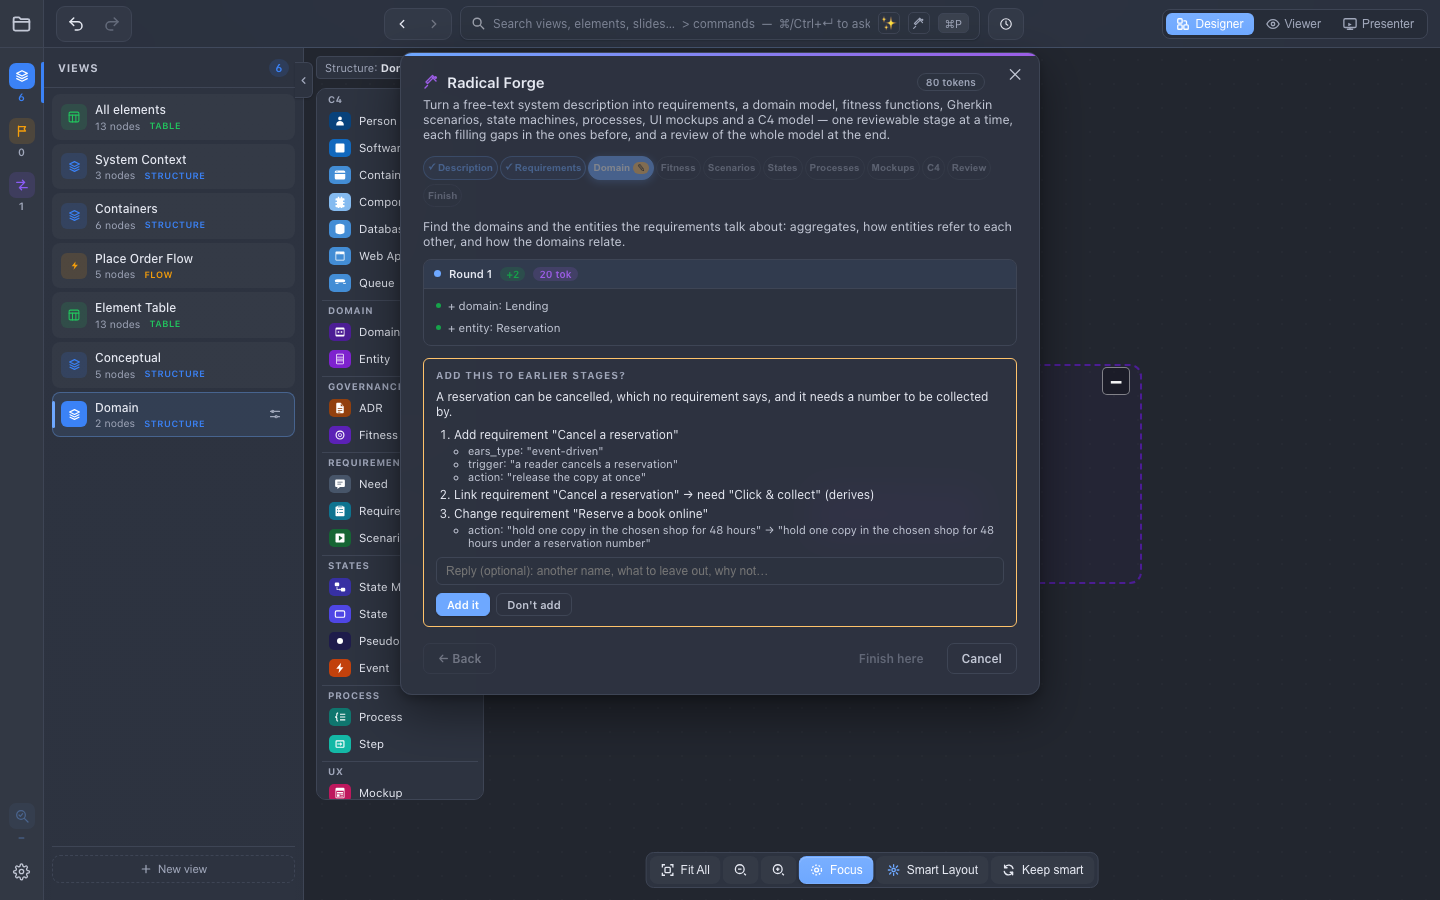 Search views, elements, slides... > commands — ⌘/Ctrl+↵ to ask
⌘P
Designer
Viewer
Presenter
VIEWS
6
6
0
1
All elements
13 nodes TABLE
System Context
3 nodes STRUCTURE
Containers
6 nodes STRUCTURE
Place Order Flow
5 nodes FLOW
Element Table
13 nodes TABLE
Conceptual
5 nodes STRUCTURE
Domain
2 nodes STRUCTURE
+ New view
Structure: Dor
C4
Person
Softwar
Contain
Compor
Databas
Web Ap
Queue
DOMAIN
Domain
Entity
GOVERNANC
ADR
Fitness
REQUIREMEN
Need
Require
Scenari
STATES
State M
State
Pseudo
Event
PROCESS
Process
Step
UX
Mockup
Radical Forge
80 tokens
Turn a free-text system description into requirements, a domain model, fitness functions, Gherkin
scenarios, state machines, processes, UI mockups and a C4 model — one reviewable stage at a time,
each filling gaps in the ones before, and a review of the whole model at the end.
✓ Description ✓ Requirements Domain Fitness Scenarios States Processes Mockups C4 Review
Finish
Find the domains and the entities the requirements talk about: aggregates, how entities refer to each
other, and how the domains relate.
Round 1 +2 20 tok
+ domain: Lending
+ entity: Reservation
ADD THIS TO EARLIER STAGES?
A reservation can be cancelled, which no requirement says, and it needs a number to be collected
by.
1. Add requirement "Cancel a reservation"
ears_type: "event-driven"
trigger: "a reader cancels a reservation"
action: "release the copy at once"
2. Link requirement "Cancel a reservation" → need "Click & collect" (derives)
3. Change requirement "Reserve a book online"
action: "hold one copy in the chosen shop for 48 hours" → "hold one copy in the chosen shop for 48
hours under a reservation number"
Reply (optional): another name, what to leave out, why not…
Add it
Don't add
← Back
Finish here
Cancel
Fit All
Focus
Smart Layout
Keep smart